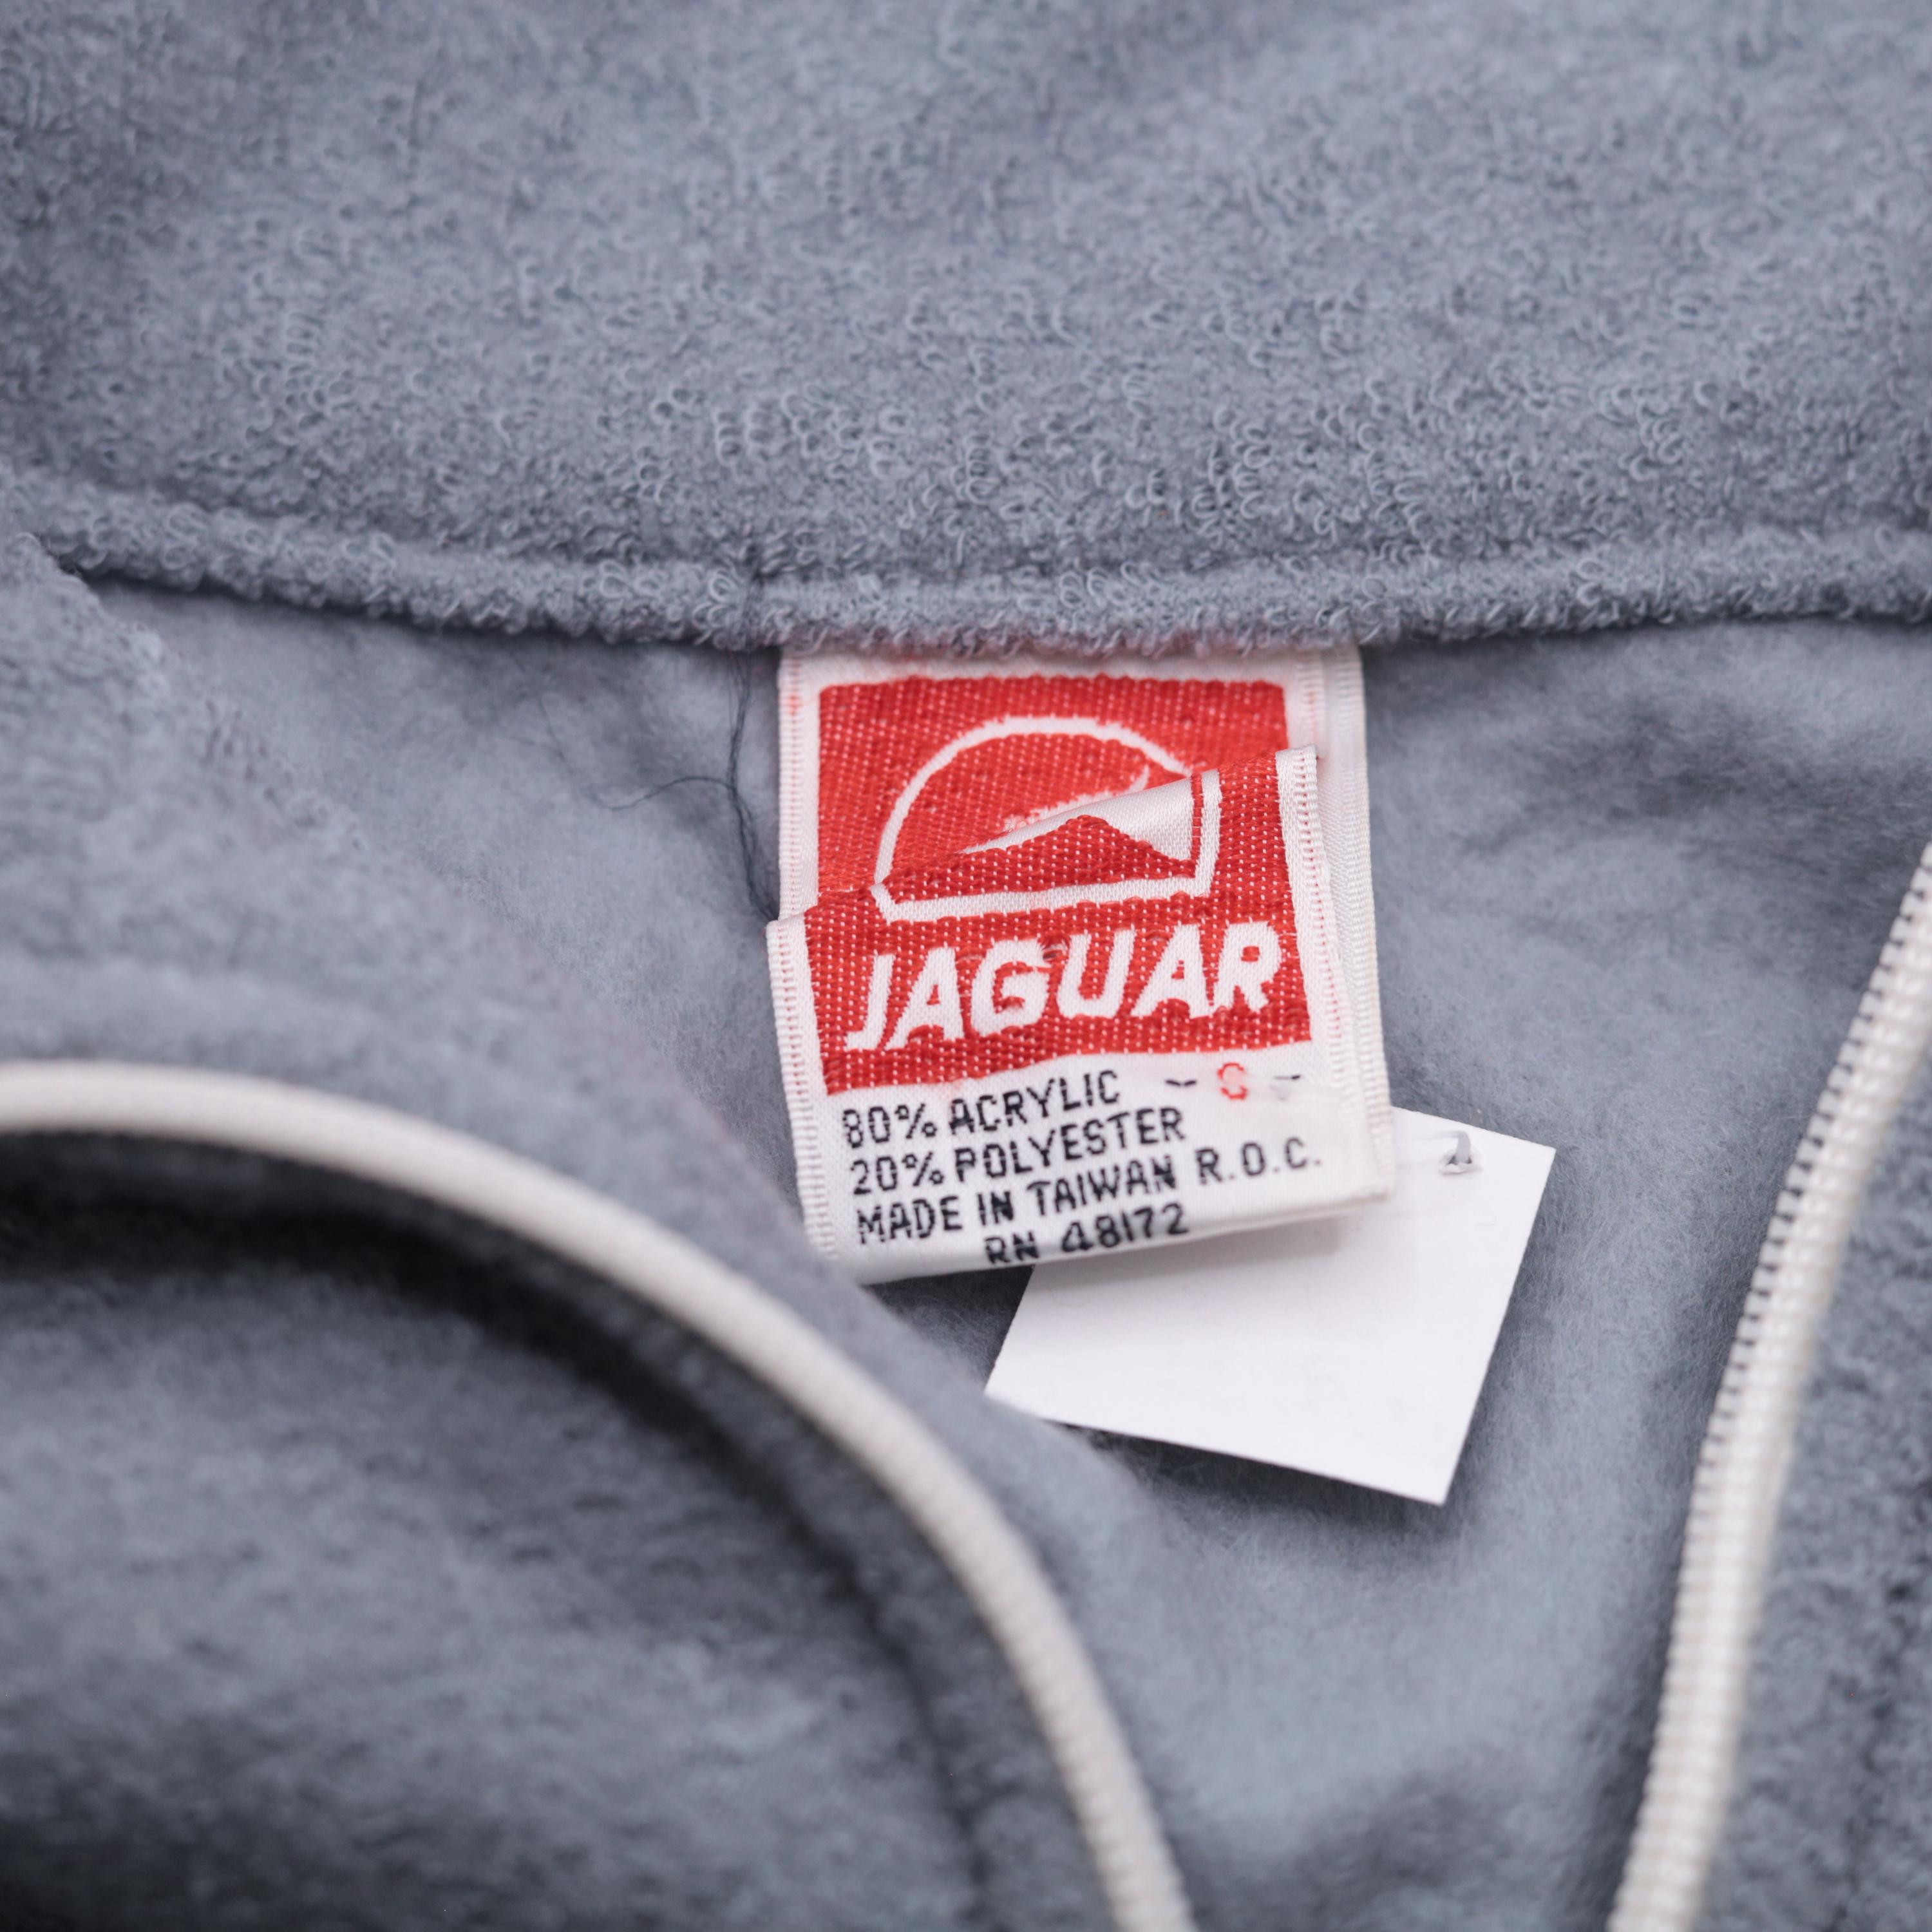 JAGUAR
- S -
80% ACRYLIC
20% POLYESTER
MADE IN TAIWAN R.O.C.
RN 48172